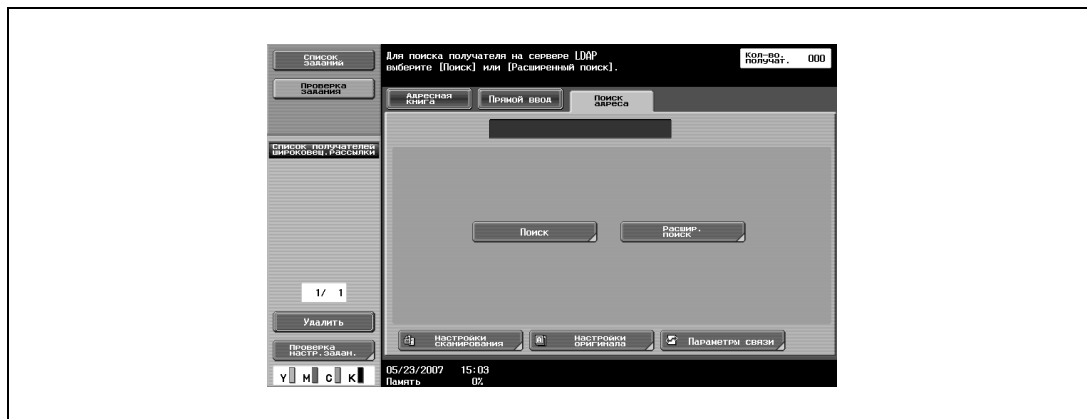 Список
заданий
Для поиска получателя на сервере LDAP
выберите [Поиск] или [Расширенный поиск].
Кол-во.
получат.
000
Проверка
задания
Адресная
книга
Прямой ввод
Поиск
адреса
Список получателей
широковещ.рассылки
Поиск
Расшир.
поиск
1/ 1
Удалить
Проверка
настр.задан.
Настройки
сканирования
Настройки
оригинала
Параметры связи
Y M C K
05/23/2007 15:03
Память 0%